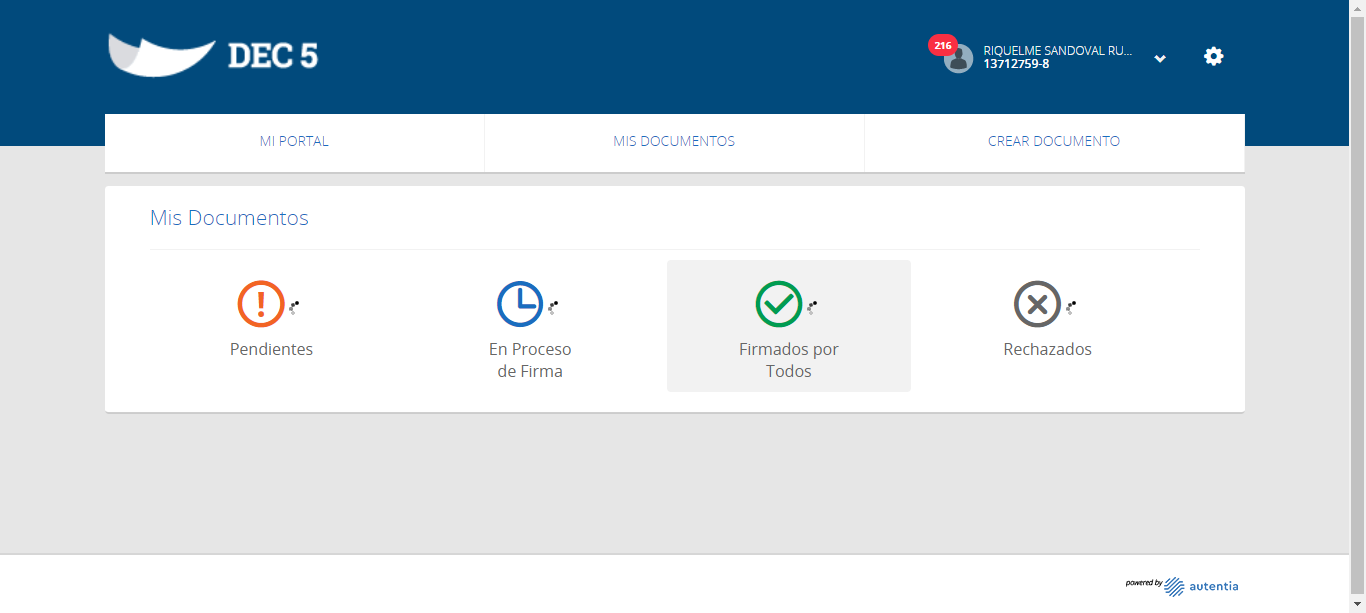 DEC 5
216
RIQUELME SANDOVAL RU...
13712759-8
MI PORTAL
MIS DOCUMENTOS
CREAR DOCUMENTO
Mis Documentos
Pendientes
En Proceso
de Firma
Firmados por
Todos
Rechazados
powered by
autentia